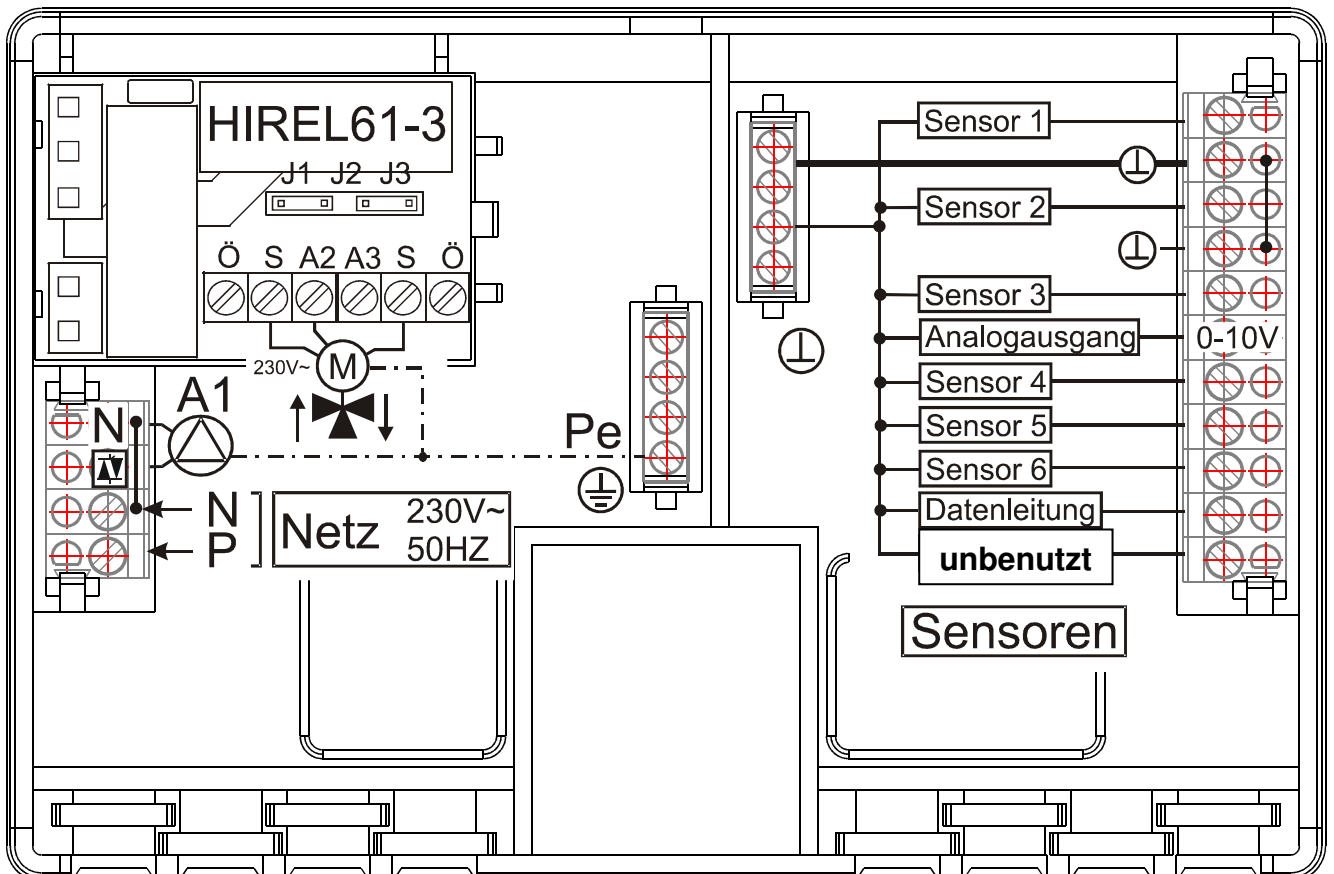 HIREL61-3
J1 J2 J3
Ö S A2 A3 S Ö
230V~ M
A1
N
Pe
N
P
Netz 230V~
50HZ
Sensor 1
Sensor 2
Sensor 3
Analogausgang 0-10V
Sensor 4
Sensor 5
Sensor 6
Datenleitung
unbenutzt
Sensoren